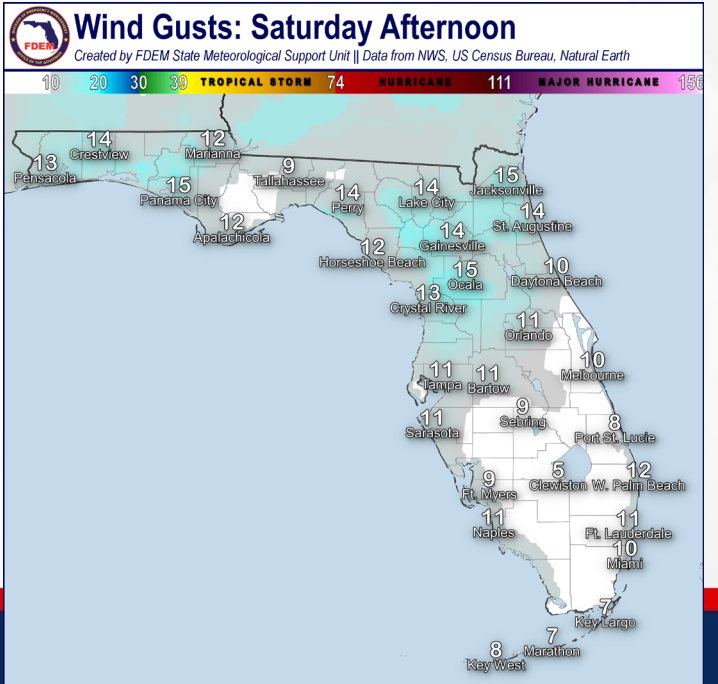 Wind Gusts: Saturday Afternoon
Created by FDEM State Meteorological Support Unit || Data from NWS, US Census Bureau, Natural Earth
FDEM
10 20 30 39 TROPICAL STORM 74 HURRICANE 111 MAJOR HURRICANE 156
14
Crestview
12
Marianna
13
Pensacola
15
Panama City
9
Tallahassee
12
Apalachicola
14
Perry
14
Lake City
15
Jacksonville
14
St. Augustine
14
Gainesville
12
Horseshoe Beach
15
Ocala
10
Daytona Beach
13
Crystal River
11
Orlando
10
Melbourne
11
Tampa
11
Bartow
9
Sebring
11
Sarasota
8
Port St. Lucie
5
Clewiston
12
W. Palm Beach
9
Ft. Myers
11
Naples
11
Ft. Lauderdale
10
Miami
7
Key Largo
7
Marathon
8
Key West